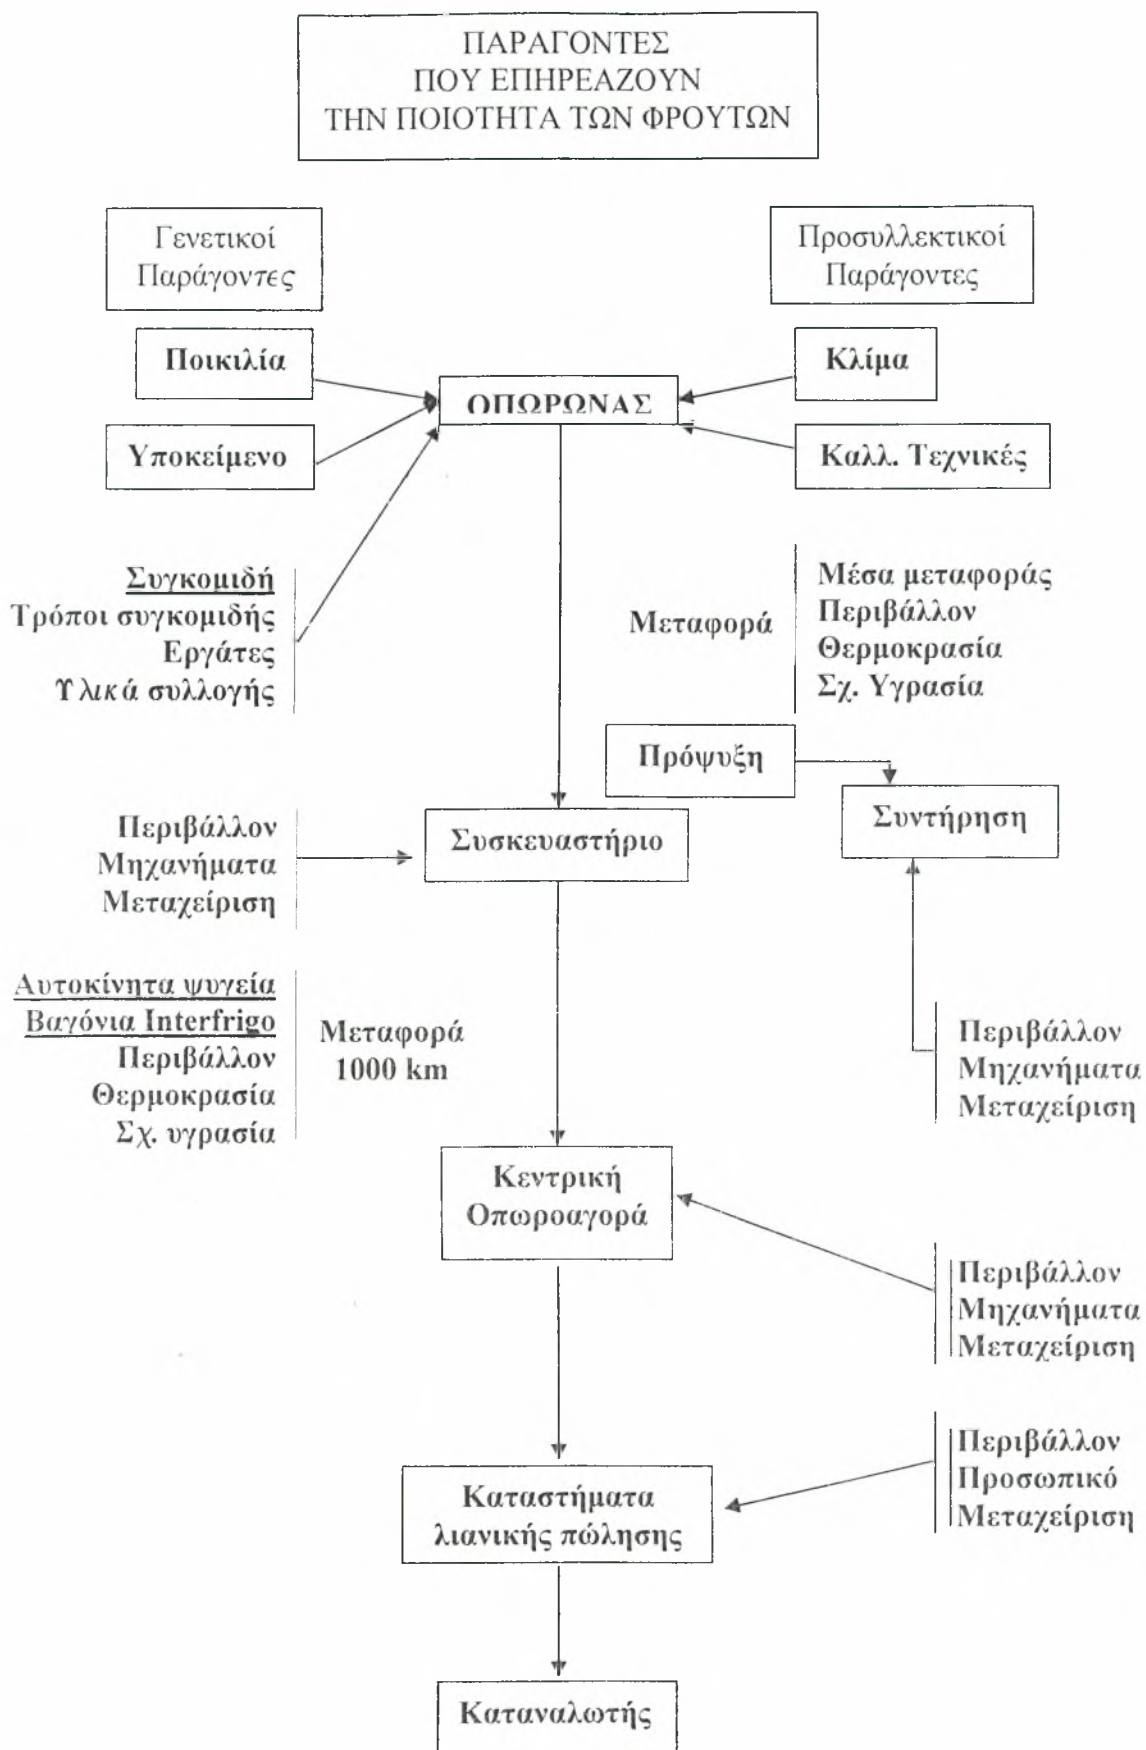 ΠΑΡΑΓΟΝΤΕΣ
ΠΟΥ ΕΠΗΡΕΑΖΟΥΝ
ΤΗΝ ΠΟΙΟΤΗΤΑ ΤΩΝ ΦΡΟΥΤΩΝ
Γενετικοί
Παράγοντες
Προσυλλεκτικοί
Παράγοντες
Ποικιλία
Κλίμα
ΟΠΩΡΩΝΑΣ
Υποκείμενο
Καλλ. Τεχνικές
Συγκομιδή
Τρόποι συγκομιδής
Εργάτες
Υλικά συλλογής
Μεταφορά
Μέσα μεταφοράς
Περιβάλλον
Θερμοκρασία
Σχ. Υγρασία
Πρόψυξη
Συντήρηση
Περιβάλλον
Μηχανήματα
Μεταχείριση
Συσκευαστήριο
Αυτοκίνητα ψυγεία
Βαγόνια Interfrigo
Περιβάλλον
Θερμοκρασία
Σχ. υγρασία
Μεταφορά
1000 km
Περιβάλλον
Μηχανήματα
Μεταχείριση
Κεντρική
Οπωροαγορά
Περιβάλλον
Μηχανήματα
Μεταχείριση
Περιβάλλον
Προσωπικό
Μεταχείριση
Καταστήματα
λιανικής πώλησης
Καταναλωτής